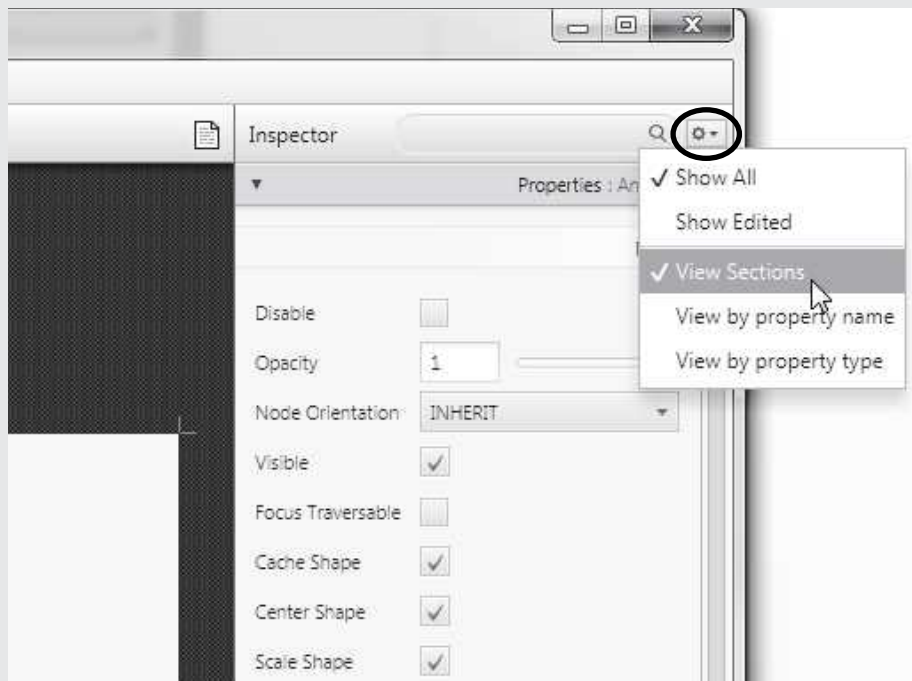 Inspector
Properties : An
✓ Show All
Show Edited
✓ View Sections
View by property name
View by property type
Disable
Opacity 1
Node Orientation INHERIT
Visible
Focus Traversable
Cache Shape
Center Shape
Scale Shape